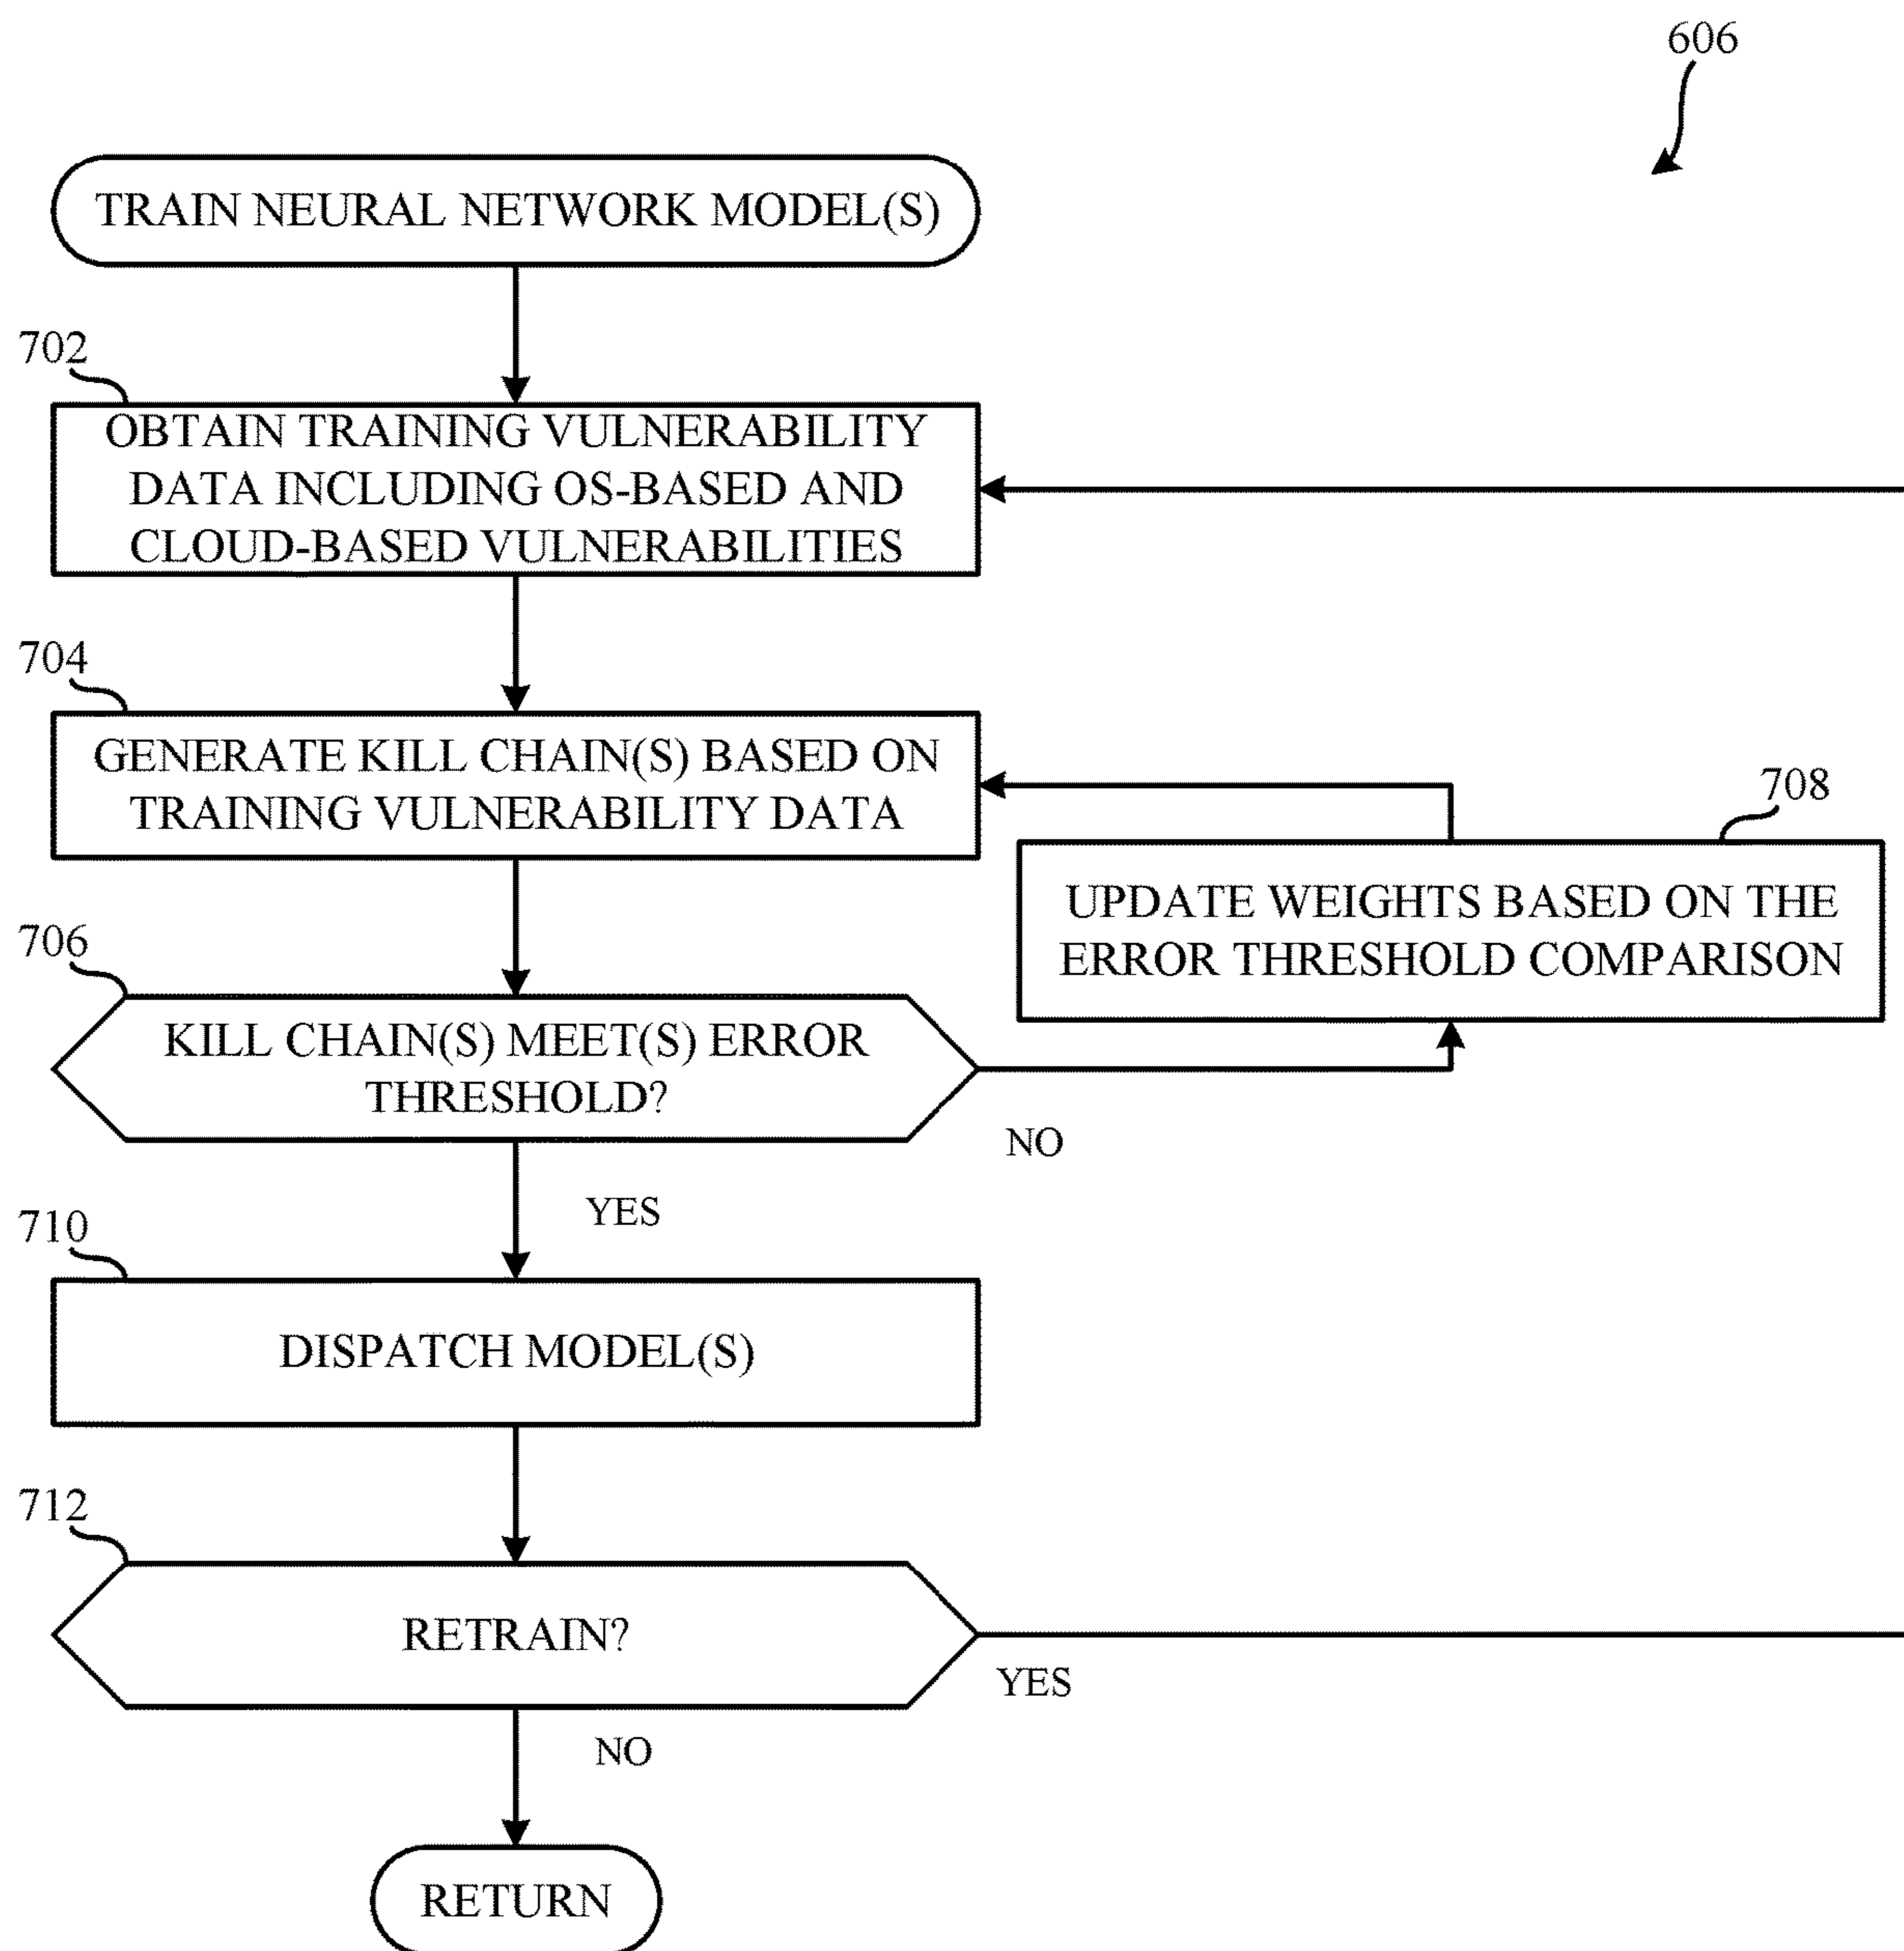 606
TRAIN NEURAL NETWORK MODEL(S)
702
OBTAIN TRAINING VULNERABILITY
DATA INCLUDING OS-BASED AND
CLOUD-BASED VULNERABILITIES
704
GENERATE KILL CHAIN(S) BASED ON
TRAINING VULNERABILITY DATA
708
UPDATE WEIGHTS BASED ON THE
ERROR THRESHOLD COMPARISON
706
KILL CHAIN(S) MEET(S) ERROR
THRESHOLD?
NO
YES
710
DISPATCH MODEL(S)
712
RETRAIN?
YES
NO
RETURN